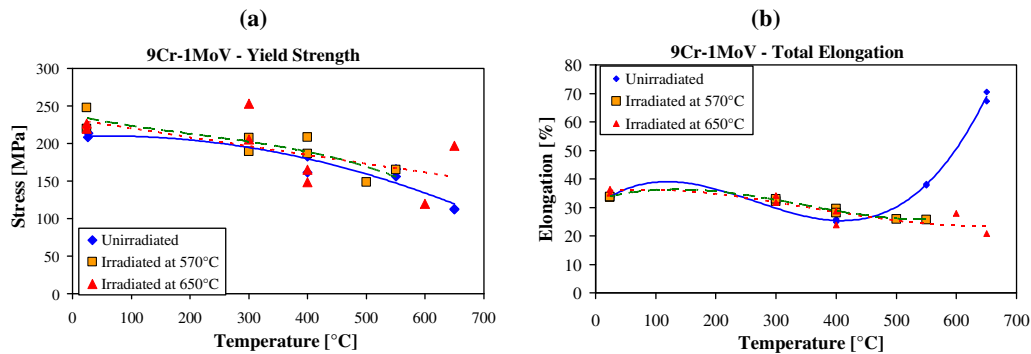 (a)
9Cr-1MoV - Yield Strength
Stress [MPa]
300
250
200
150
100
50
0
Unirradiated
Irradiated at 570°C
Irradiated at 650°C
0 100 200 300 400 500 600 700
Temperature [°C]
(b)
9Cr-1MoV - Total Elongation
Elongation [%]
80
70
60
50
40
30
20
10
0
Unirradiated
Irradiated at 570°C
Irradiated at 650°C
0 100 200 300 400 500 600 700
Temperature [°C]